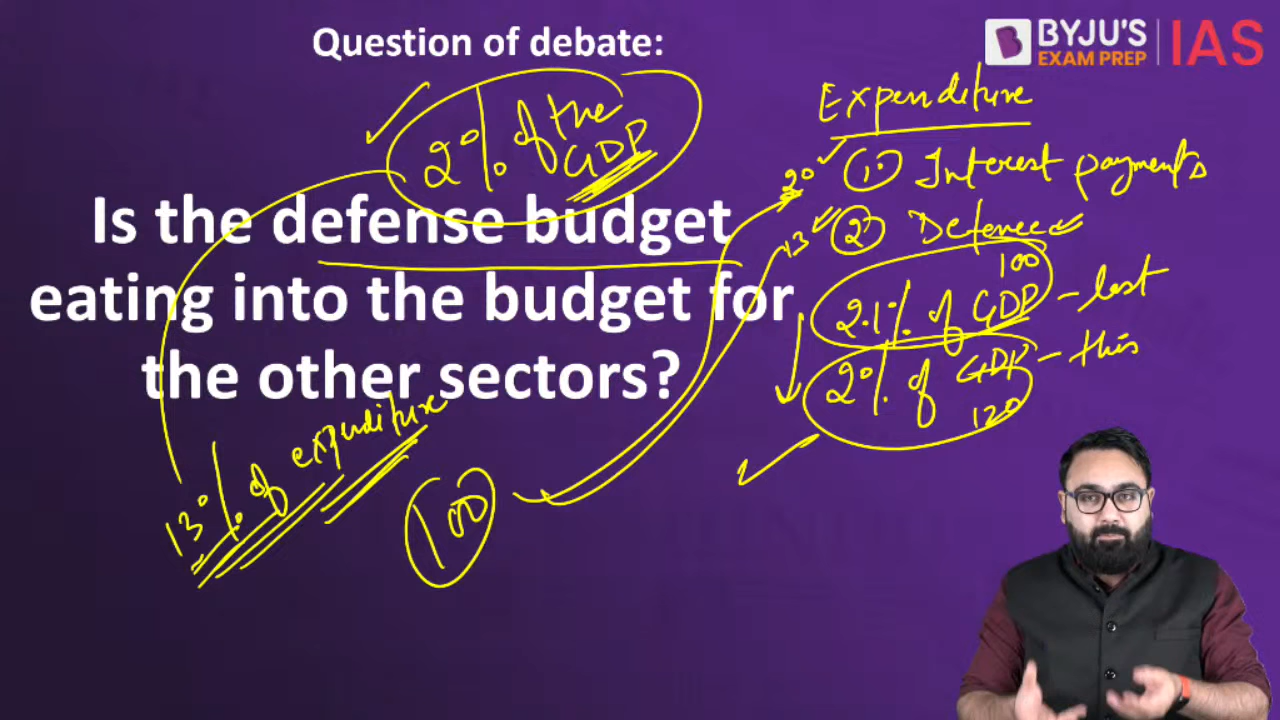 Question of debate:
BYJU'S
EXAM PREP
IAS
2% of the
GDP
Is the defense budget
eating into the budget for
the other sectors?
13% of expenditure
100
Expenditure
20 1. Interest payments
13 2. Defence
100
2.1% of GDP - last
2% of GDP - this
120